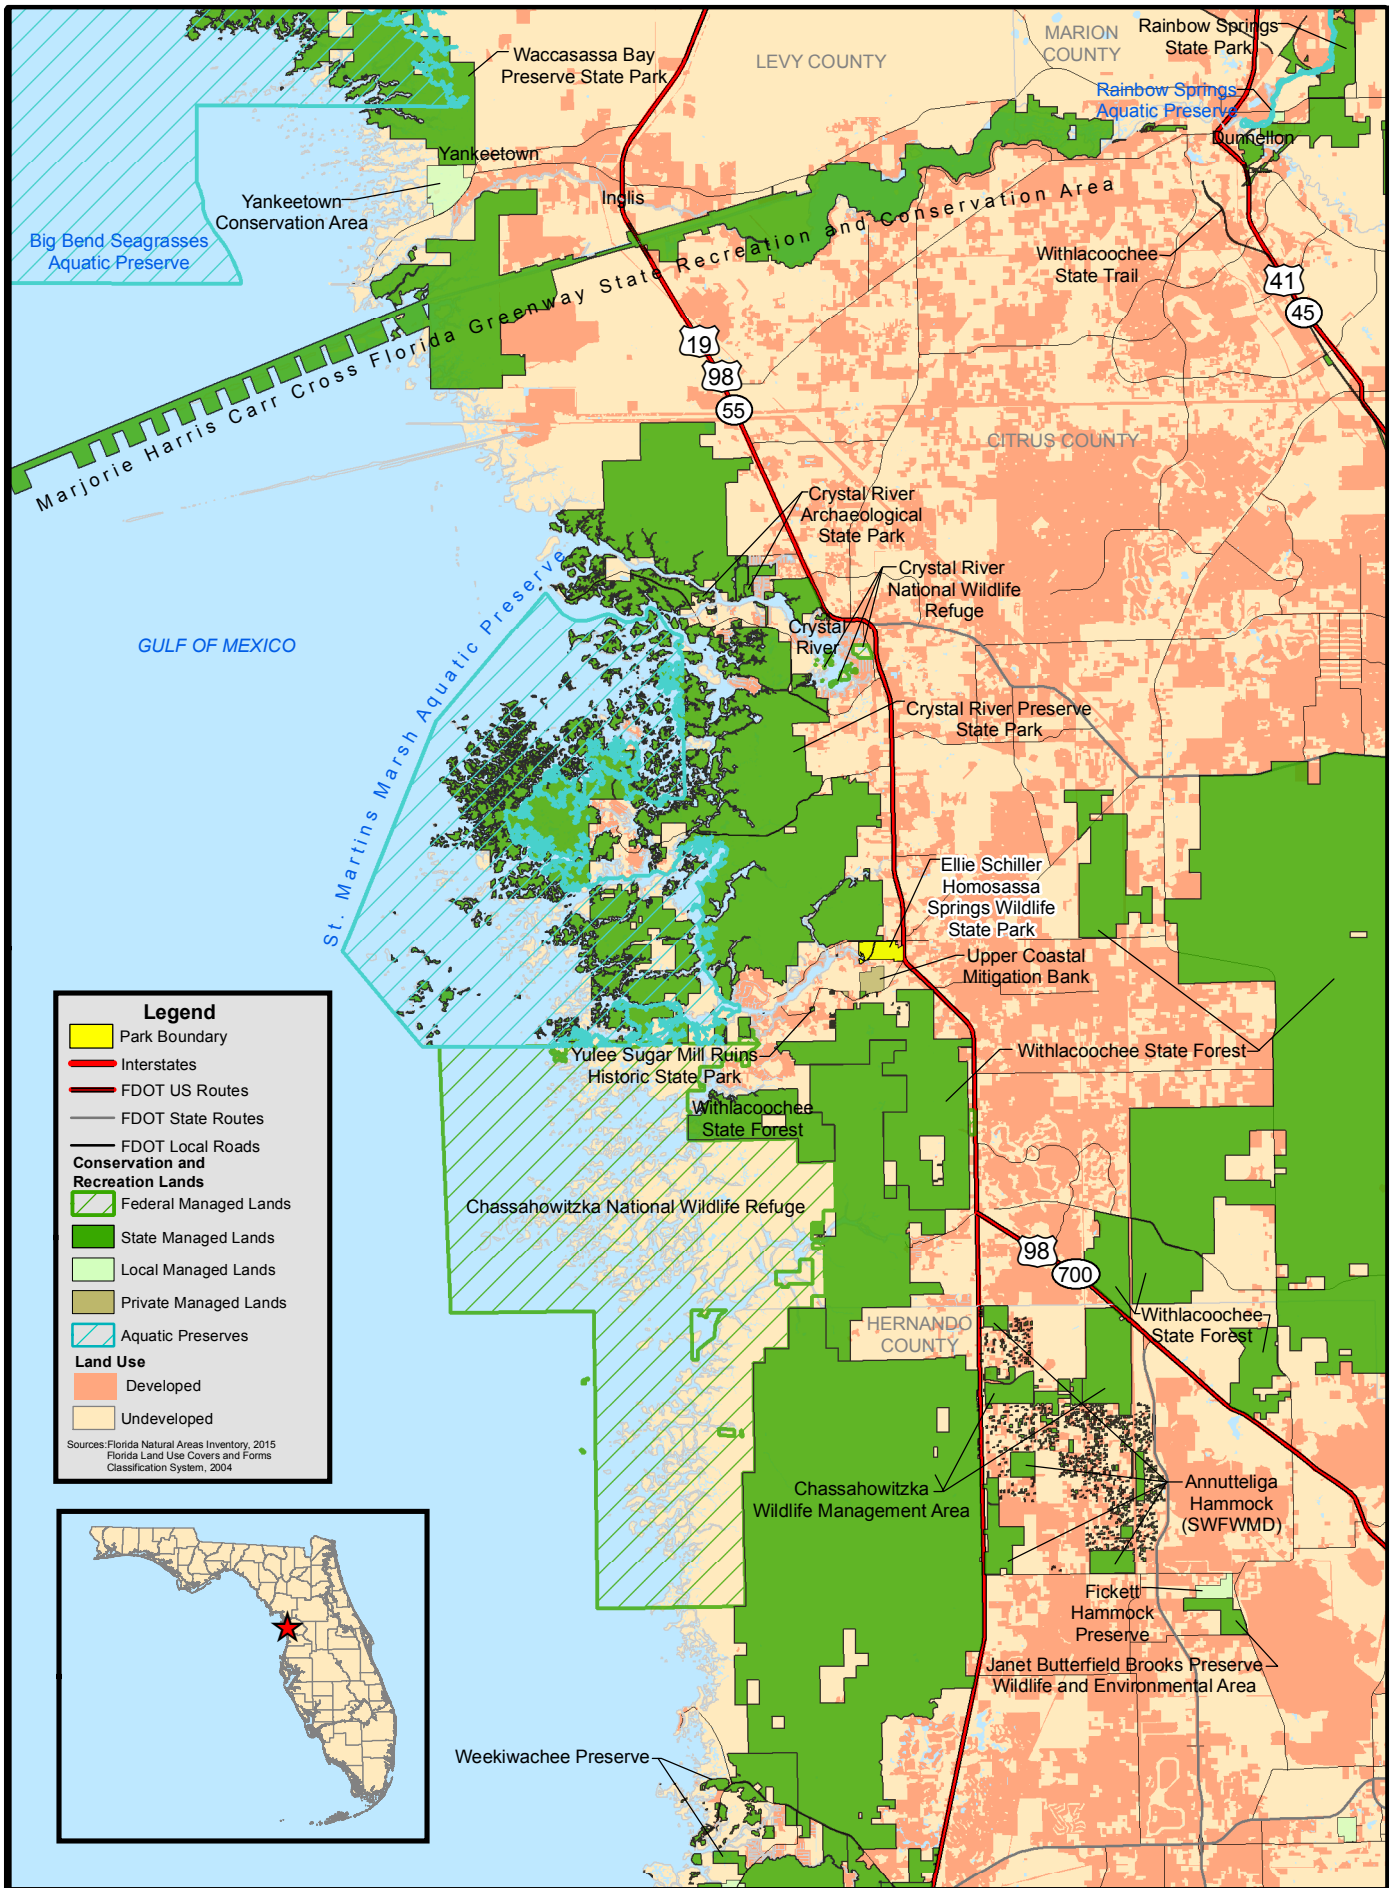 Waccasassa Bay
Preserve State Park
LEVY COUNTY
MARION
COUNTY
Rainbow Springs
State Park
Rainbow Springs
Aquatic Preserve
Dunnellon
Yankeetown
Yankeetown
Conservation Area
Inglis
Big Bend Seagrasses
Aquatic Preserve
Marjorie Harris Carr Cross Florida Greenway State Recreation and Conservation Area
Withlacoochee
State Trail
41
45
19
98
55
CITRUS COUNTY
Crystal River
Archaeological
State Park
Crystal River
National Wildlife
Refuge
Crystal
River
GULF OF MEXICO
St. Martins Marsh Aquatic Preserve
Crystal River Preserve
State Park
Ellie Schiller
Homosassa
Springs Wildlife
State Park
Upper Coastal
Mitigation Bank
Yulee Sugar Mill Ruins
Historic State Park
Withlacoochee State Forest
Withlacoochee
State Forest
Chassahowitzka National Wildlife Refuge
98
700
Withlacoochee
State Forest
HERNANDO
COUNTY
Chassahowitzka
Wildlife Management Area
Annutteliga
Hammock
(SWFWMD)
Fickett
Hammock
Preserve
Janet Butterfield Brooks Preserve
Wildlife and Environmental Area
Weekiwachee Preserve
Legend
Park Boundary
Interstates
FDOT US Routes
FDOT State Routes
FDOT Local Roads
Conservation and
Recreation Lands
Federal Managed Lands
State Managed Lands
Local Managed Lands
Private Managed Lands
Aquatic Preserves
Land Use
Developed
Undeveloped
Sources:Florida Natural Areas Inventory, 2015
Florida Land Use Covers and Forms
Classification System, 2004